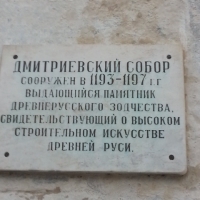 ДМИТРИЕВСКИЙ СОБОР
СООРУЖЕН В 1193-1197 г.г
ВЫДАЮЩИЙСЯ ПАМЯТНИК
ДРЕВНЕРУССКОГО ЗОДЧЕСТВА,
СВИДЕТЕЛЬСТВУЮЩИЙ О ВЫСОКОМ
СТРОИТЕЛЬНОМ ИСКУССТВЕ
ДРЕВНЕЙ РУСИ.